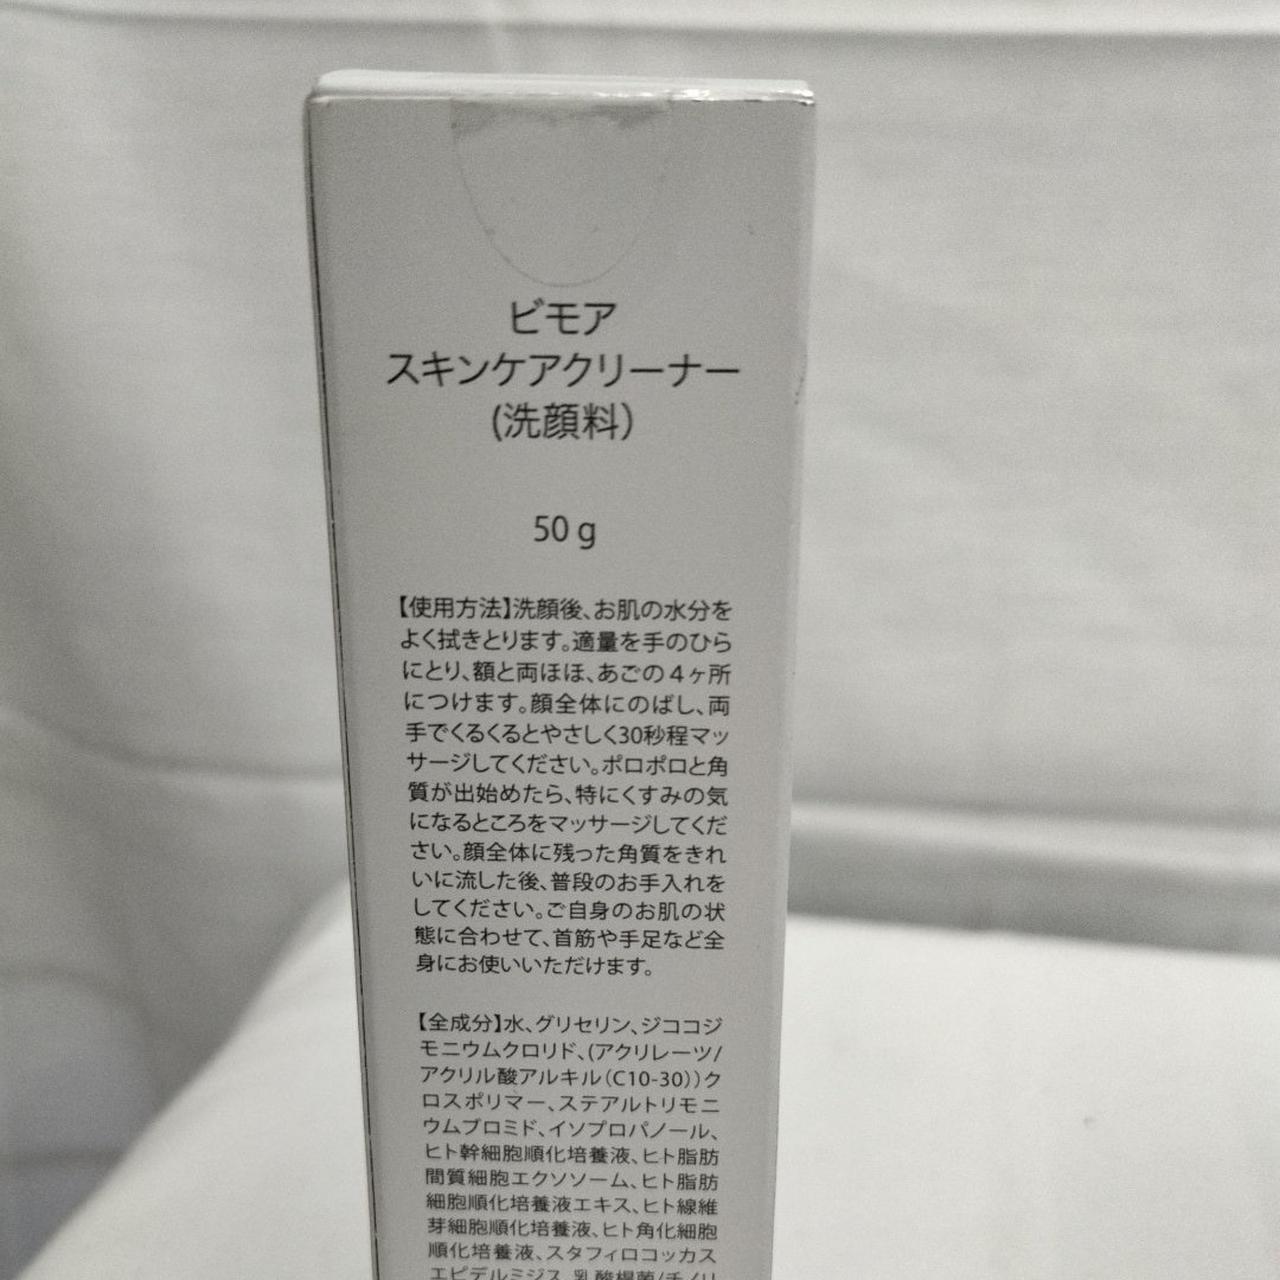 ビモア
スキンケアクリーナー
(洗顔料)
50 g
【使用方法】洗顔後、お肌の水分を
よく拭きとります。適量を手のひら
にとり、額と両ほほ、あごの4ヶ所
につけます。顔全体にのばし、両
手でくるくるとやさしく30秒程マッ
サージしてください。ポロポロと角
質が出始めたら、特にくすみの気
になるところをマッサージしてくだ
さい。顔全体に残った角質をきれ
いに流した後、普段のお手入れを
してください。ご自身のお肌の状
態に合わせて、首筋や手足など全
身にお使いいただけます。
【全成分】水、グリセリン、ジココジ
モニウムクロリド、(アクリレーツ/
アクリル酸アルキル(C10-30))ク
ロスポリマー、ステアルトリモニ
ウムブロミド、イソプロパノール、
ヒト幹細胞順化培養液、ヒト脂肪
間質細胞エクソソーム、ヒト脂肪
細胞順化培養液エキス、ヒト線維
芽細胞順化培養液、ヒト角化細胞
順化培養液、スタフィロコッカス
エピデルミジス、乳酸桿菌/チノリ